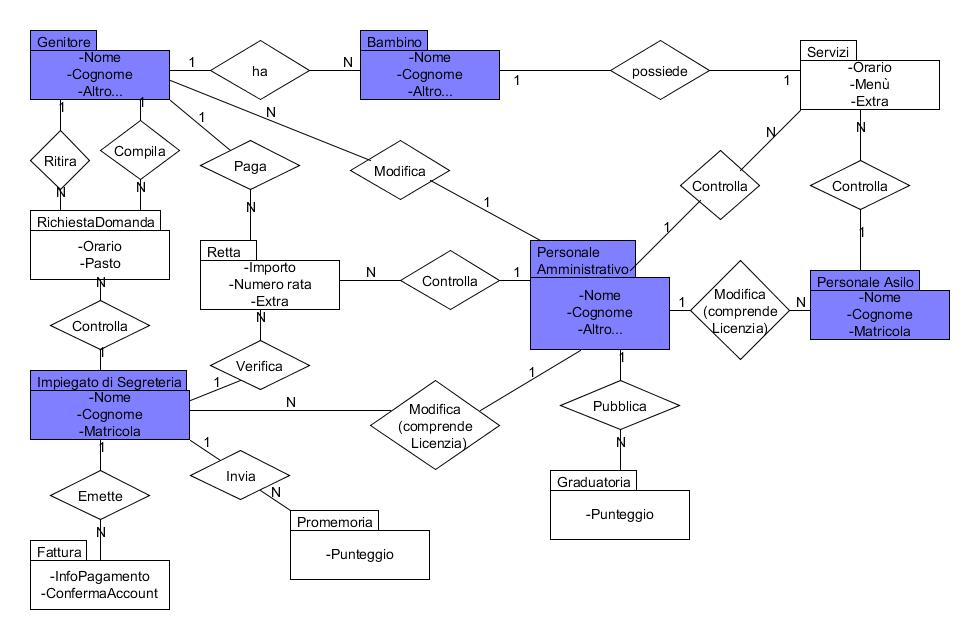 Genitore
-Nome
-Cognome
-Altro...
1
ha
N
Bambino
-Nome
-Cognome
-Altro...
1
possiede
1
Servizi
-Orario
-Menù
-Extra
1
Ritira
N
1
Compila
N
1
Paga
N
N
Modifica
1
N
Controlla
1
N
Controlla
1
RichiestaDomanda
-Orario
-Pasto
Retta
-Importo
-Numero rata
-Extra
N
Controlla
1
Personale
Amministrativo
-Nome
-Cognome
-Altro...
1
Modifica
(comprende
Licenzia)
N
Personale Asilo
-Nome
-Cognome
-Matricola
N
Controlla
1
N
Verifica
1
Impiegato di Segreteria
-Nome
-Cognome
-Matricola
N
Modifica
(comprende
Licenzia)
1
1
Pubblica
N
Graduatoria
-Punteggio
1
Emette
N
1
Invia
N
Promemoria
-Punteggio
Fattura
-InfoPagamento
-ConfermaAccount